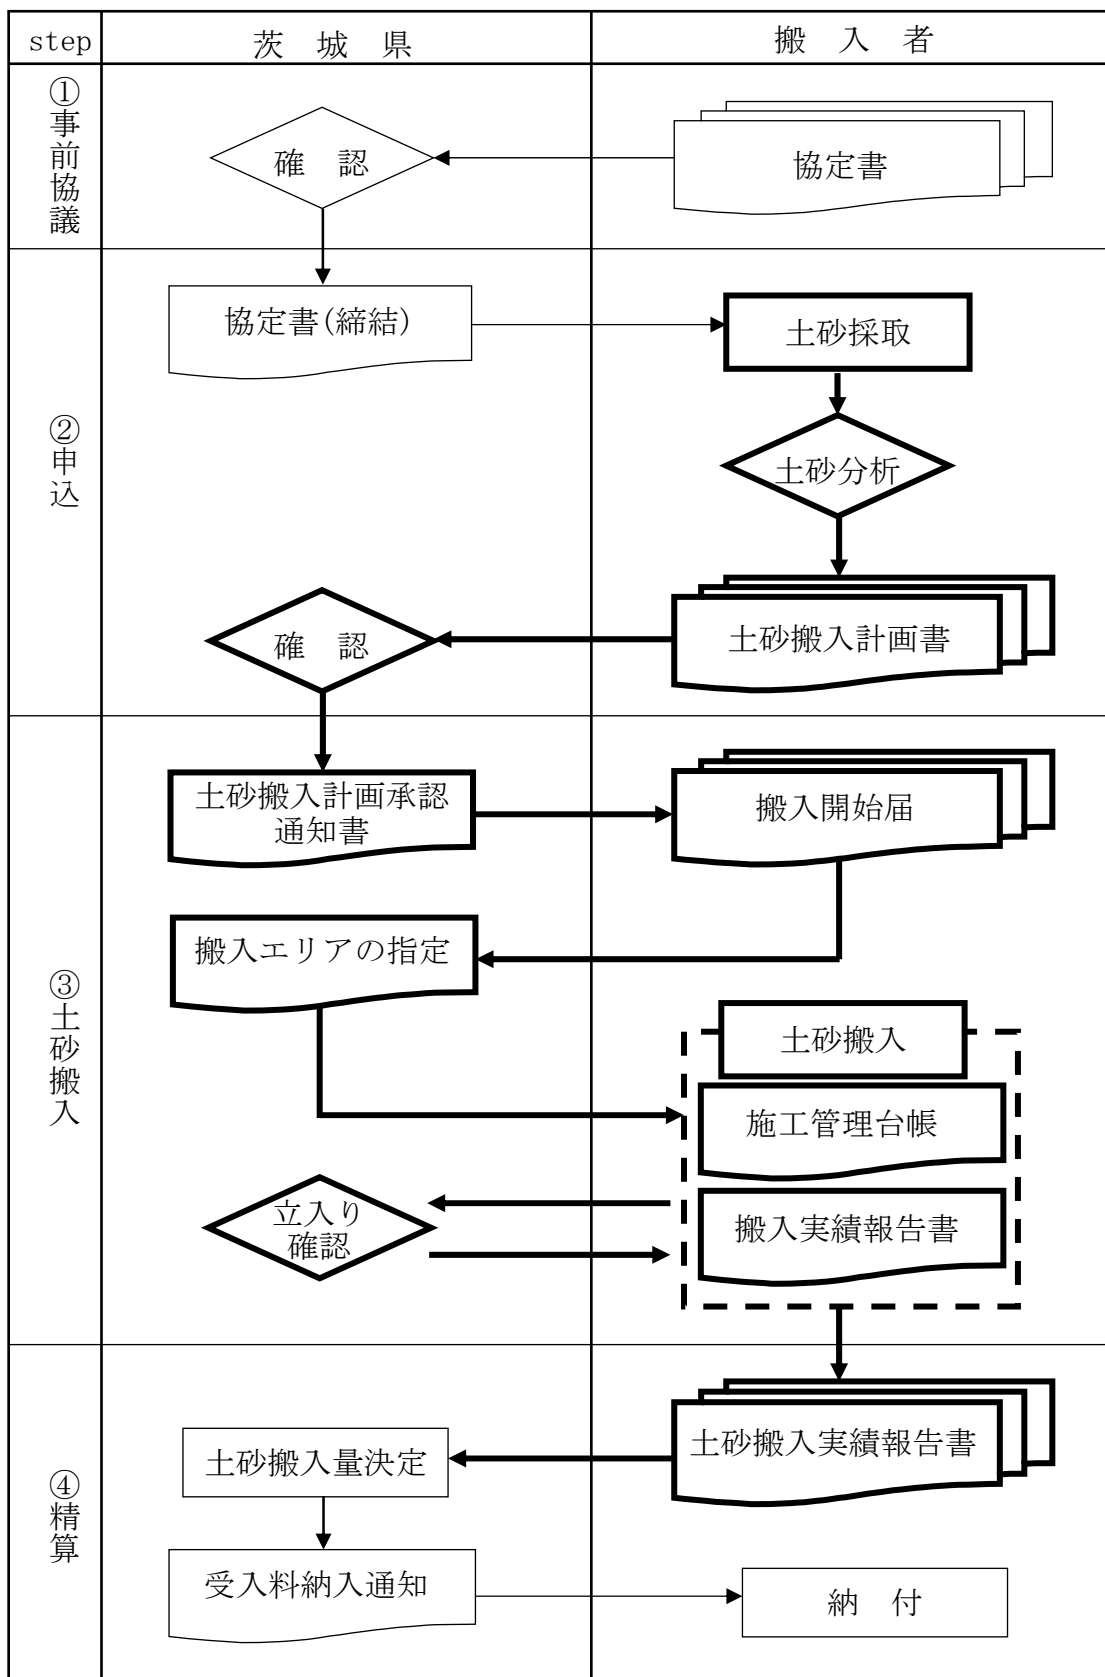 step 茨 城 県 搬 入 者
①事前協議
確 認
協定書
②申込
協定書(締結)
土砂採取
土砂分析
確 認
土砂搬入計画書
③土砂搬入
土砂搬入計画承認
通知書
搬入開始届
搬入エリアの指定
土砂搬入
施工管理台帳
立入り
確認
搬入実績報告書
④精算
土砂搬入実績報告書
土砂搬入量決定
受入料納入通知
納 付